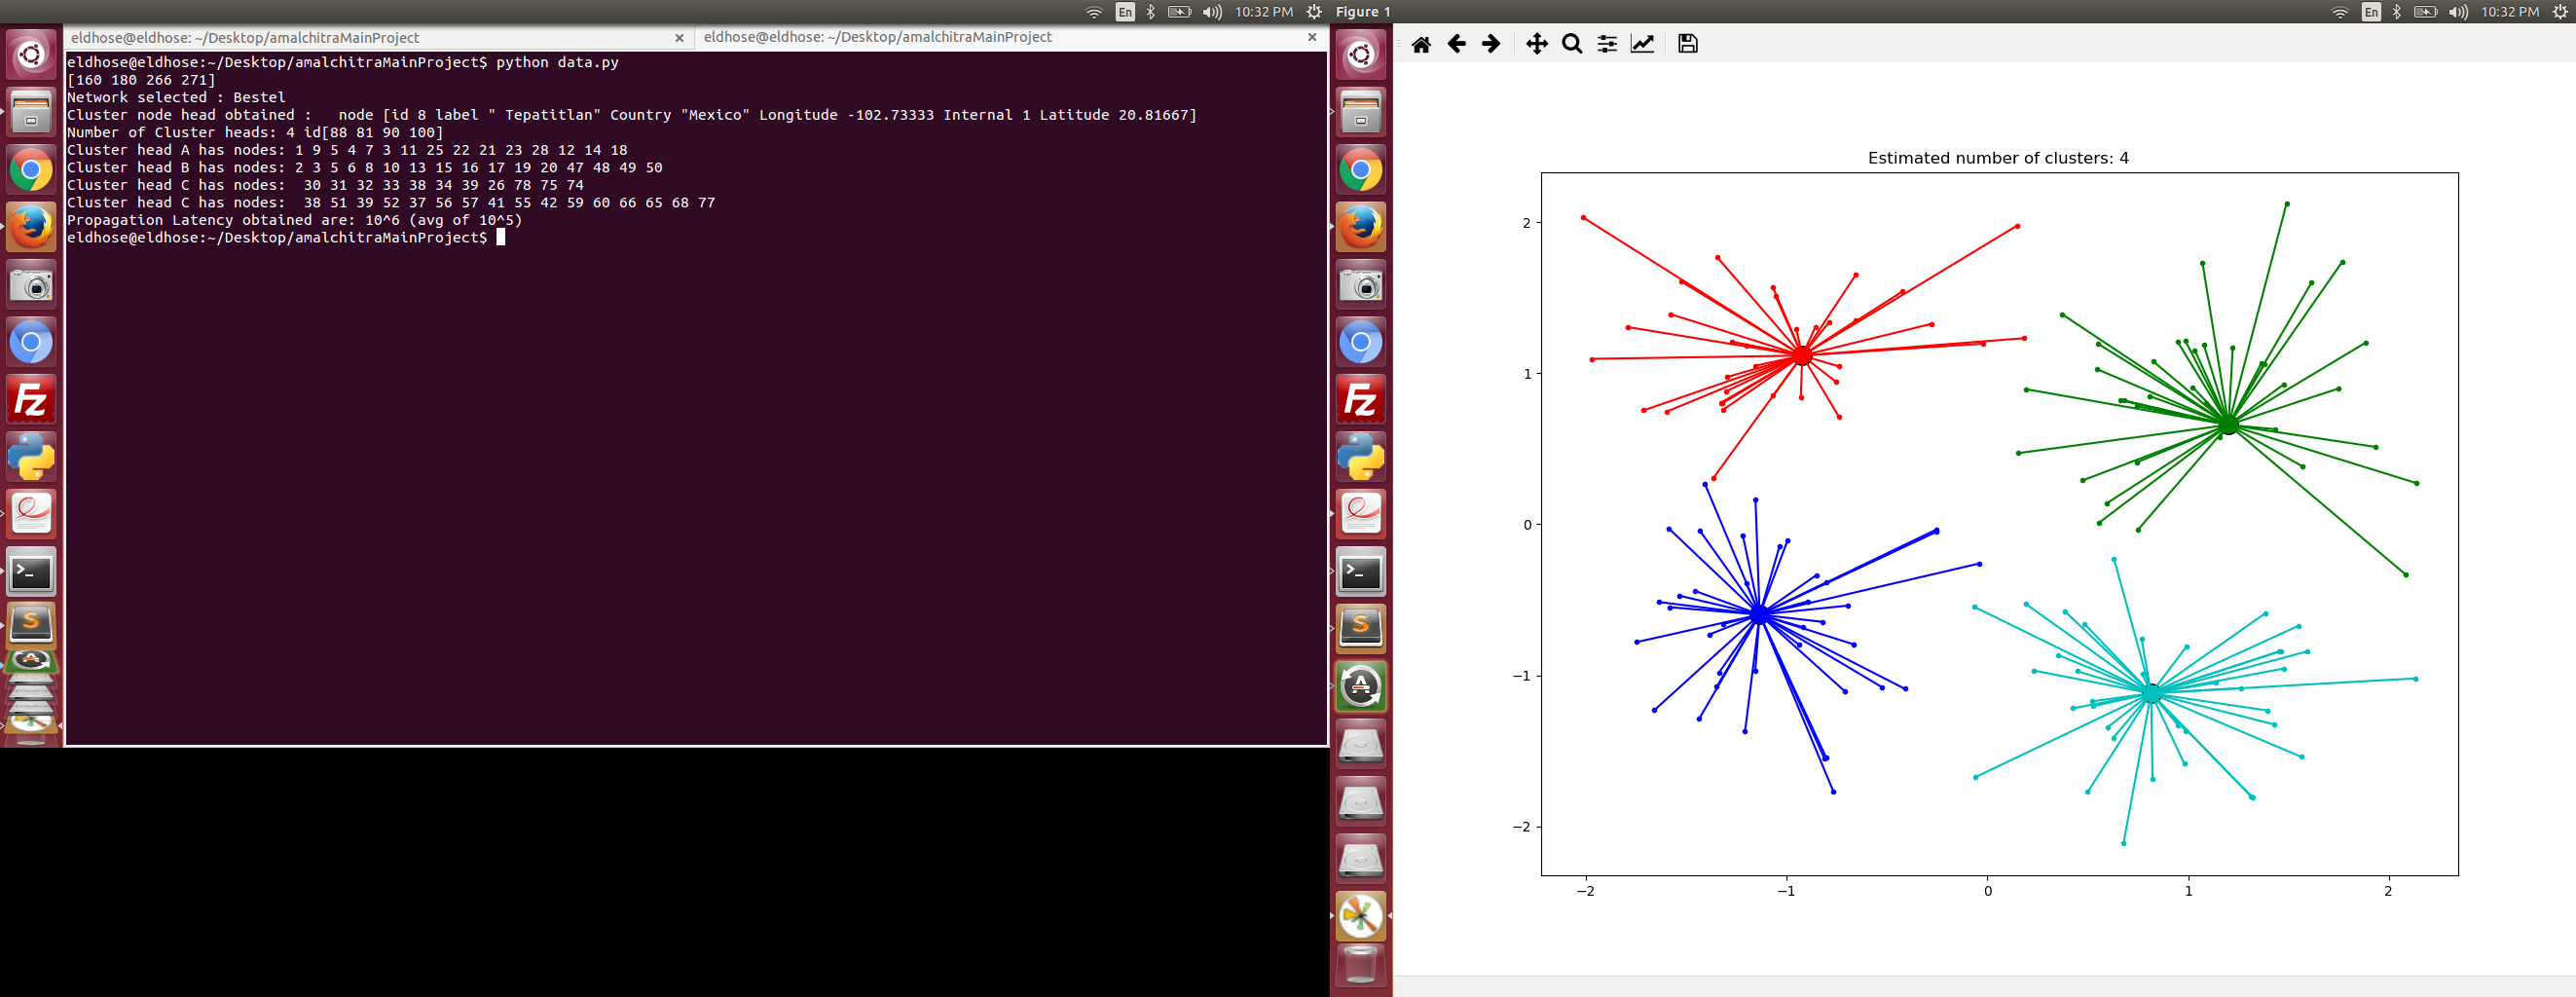 En 10:32 PM Figure 1 En 10:32 PM
eldhose@eldhose: ~/Desktop/amalchitraMainProject × eldhose@eldhose: ~/Desktop/amalchitraMainProject ×
eldhose@eldhose:~/Desktop/amalchitraMainProject$ python data.py
[160 180 266 271]
Network selected : Bestel
Cluster node head obtained :   node [id 8 label " Tepatitlan" Country "Mexico" Longitude -102.73333 Internal 1 Latitude 20.81667]
Number of Cluster heads: 4 id[88 81 90 100]
Cluster head A has nodes: 1 9 5 4 7 3 11 25 22 21 23 28 12 14 18
Cluster head B has nodes: 2 3 5 6 8 10 13 15 16 17 19 20 47 48 49 50
Cluster head C has nodes:  30 31 32 33 38 34 39 26 78 75 74
Cluster head C has nodes:  38 51 39 52 37 56 57 41 55 42 59 60 66 65 68 77
Propagation Latency obtained are: 10^6 (avg of 10^5)
eldhose@eldhose:~/Desktop/amalchitraMainProject$
Fz
>_
S
A
Fz
>_
S
A
Estimated number of clusters: 4
2
1
0
−1
−2
−2 −1 0 1 2